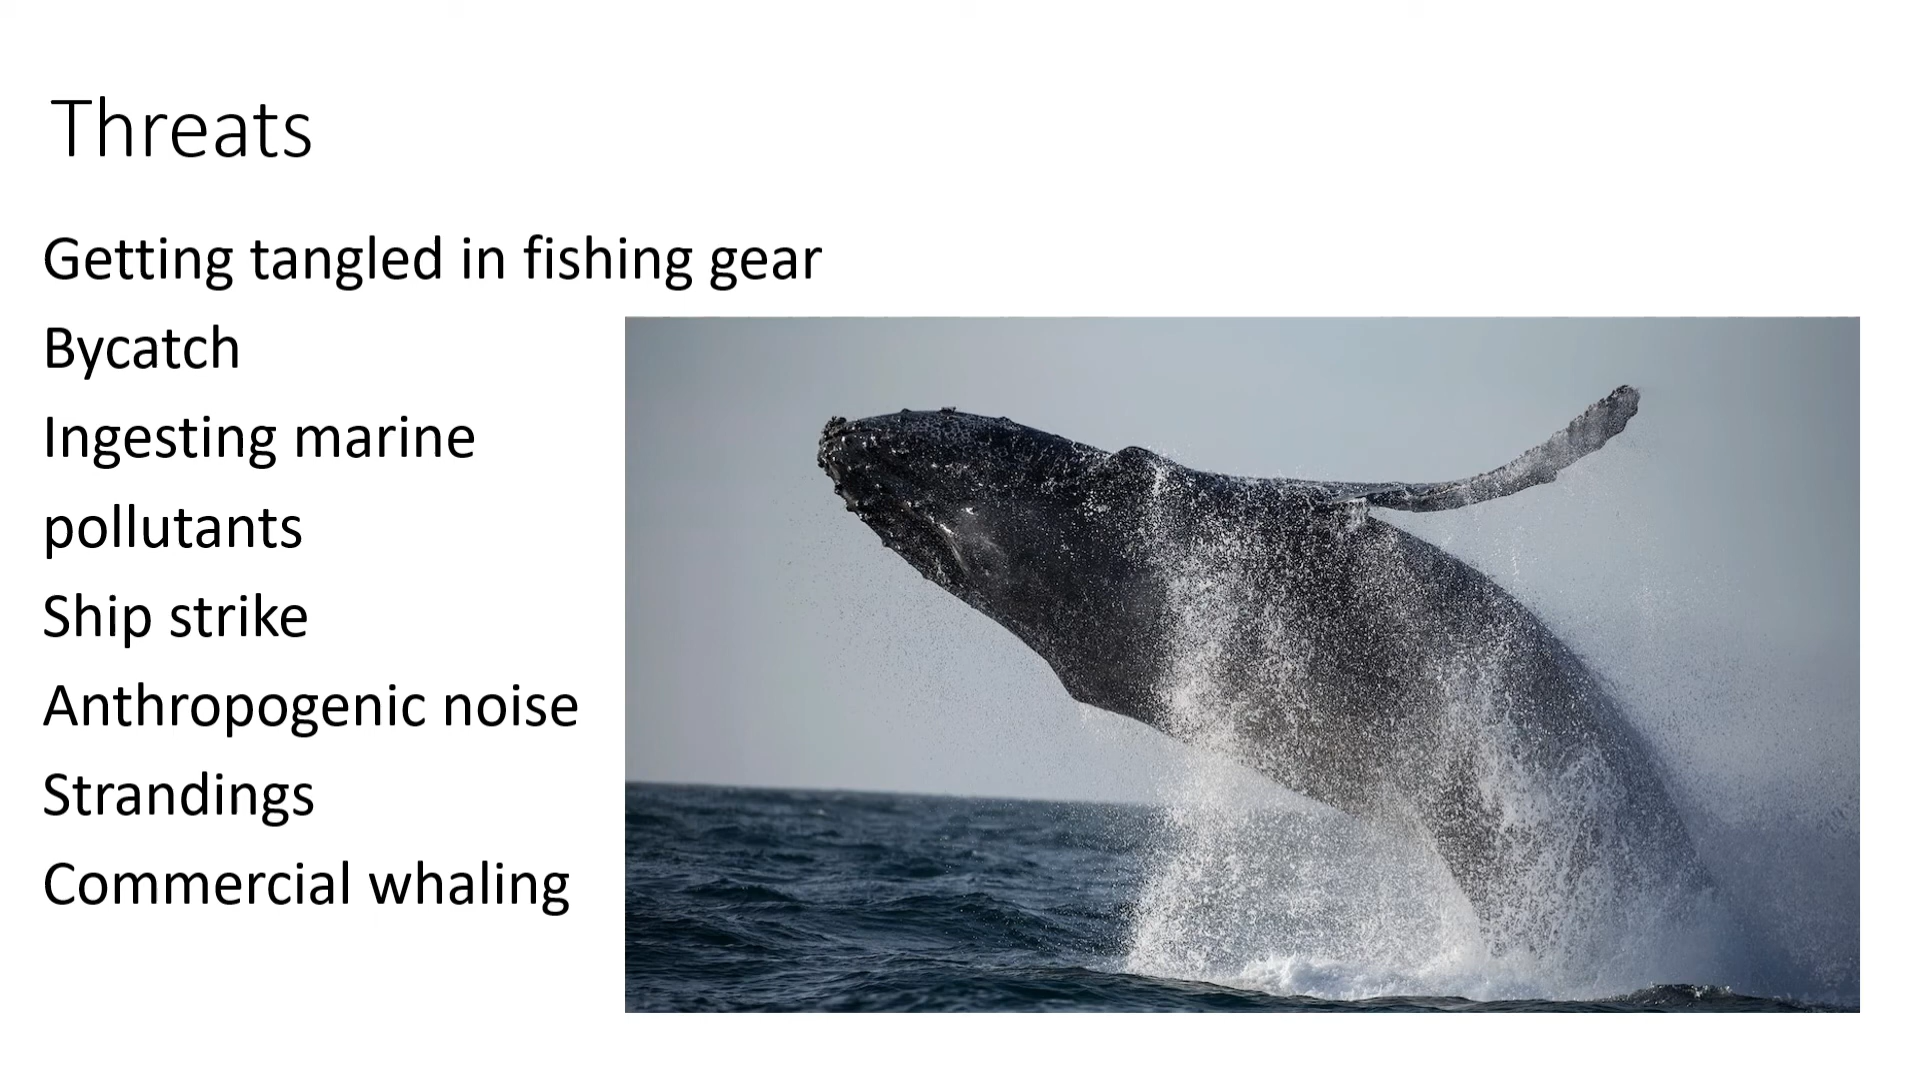 Threats
Getting tangled in fishing gear
Bycatch
Ingesting marine
pollutants
Ship strike
Anthropogenic noise
Strandings
Commercial whaling